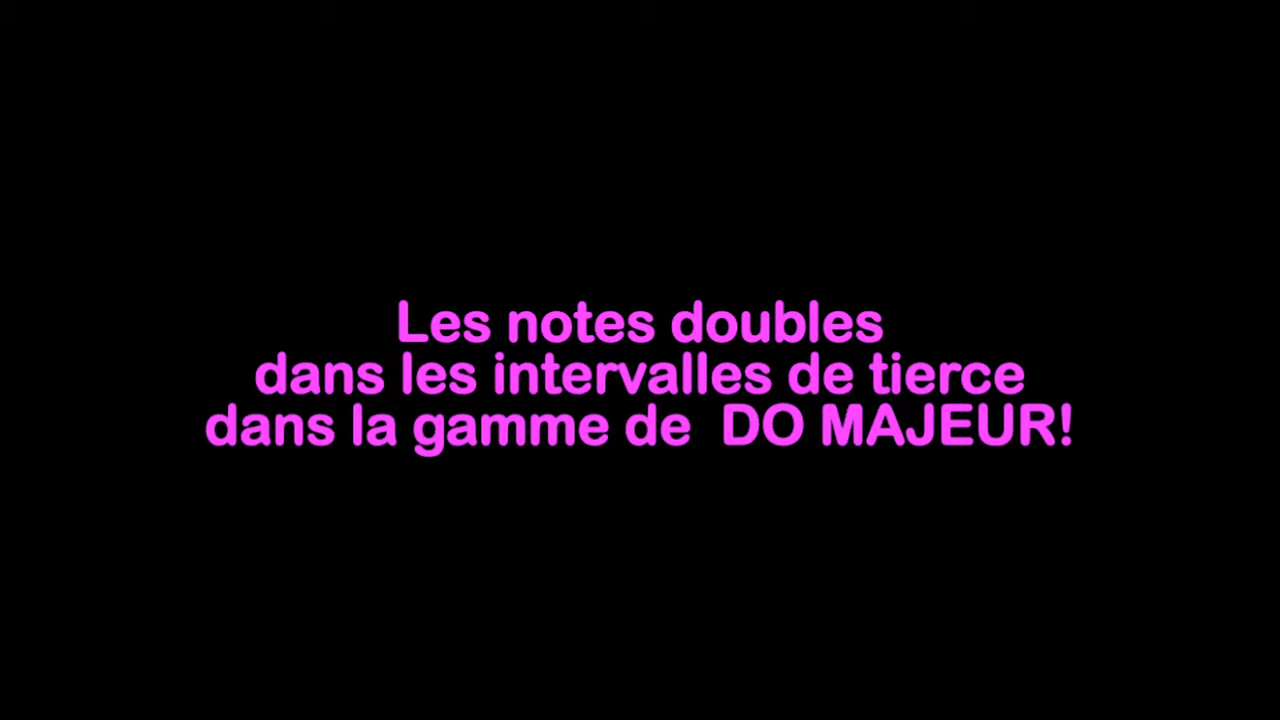 Les notes doubles
dans les intervalles de tierce
dans la gamme de  DO MAJEUR!